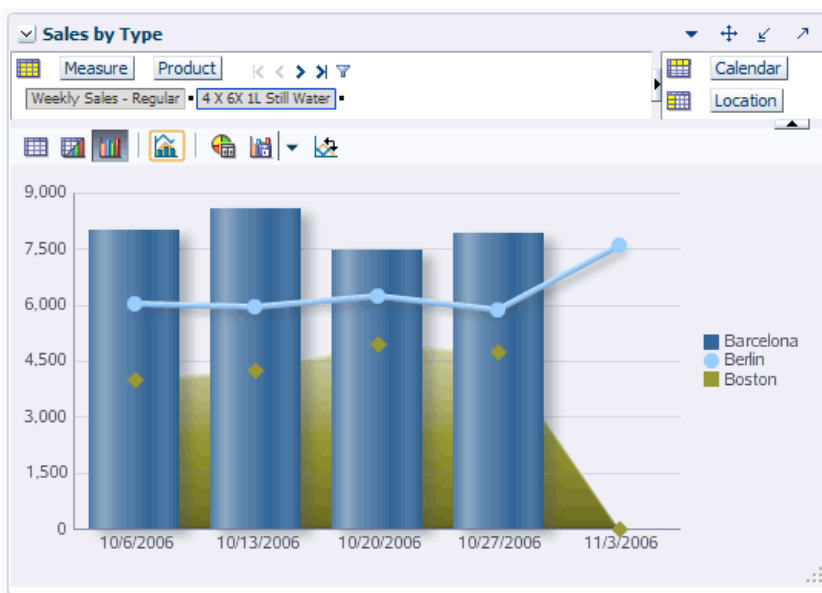 Sales by Type
Measure Product
Weekly Sales - Regular 4 X 6X 1L Still Water
Calendar
Location
9,000
7,500
6,000
4,500
3,000
1,500
0
10/6/2006 10/13/2006 10/20/2006 10/27/2006 11/3/2006
Barcelona
Berlin
Boston